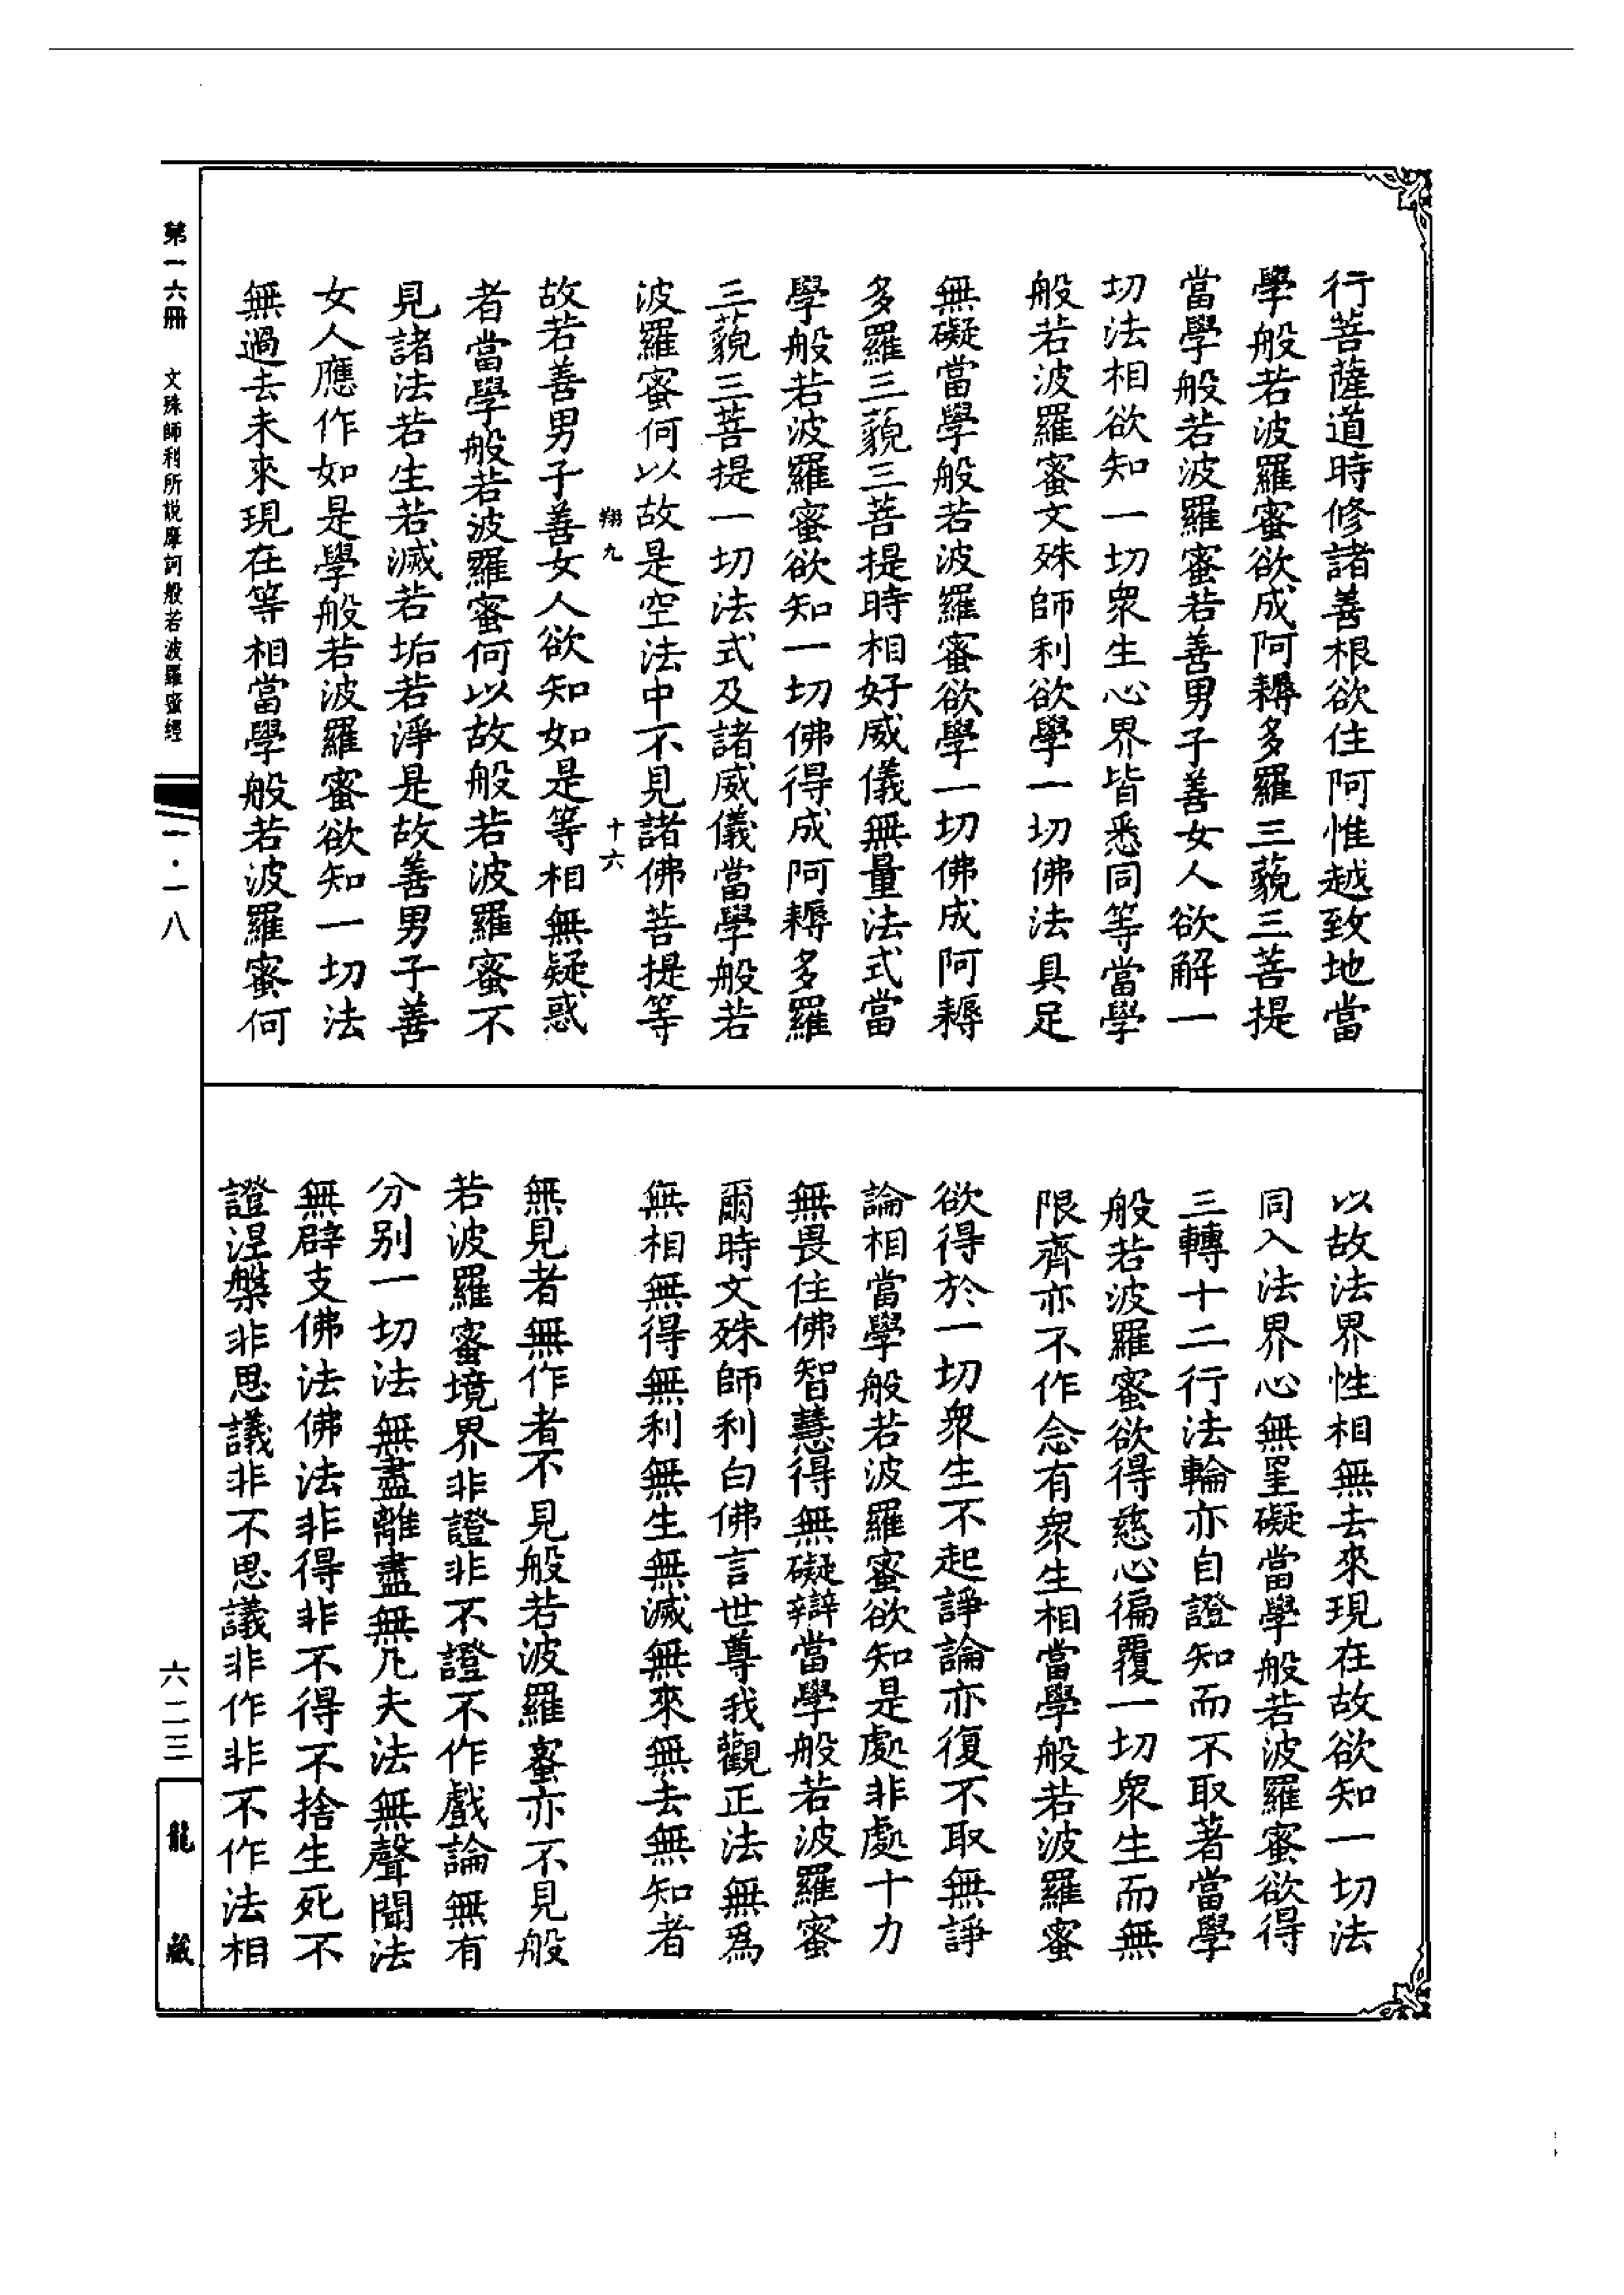 行菩薩道時修諸善根欲住阿惟越致地當
學般若波羅蜜欲成阿耨多羅三藐三菩提
當學般若波羅蜜若善男子善女人欲解一
切法相欲知一切衆生心界皆悉同等當學
般若波羅蜜文殊師利欲學一切佛法具足
無礙當學般若波羅蜜欲學一切佛成阿耨
多羅三藐三菩提時相好威儀無量法式當
學般若波羅蜜欲知一切佛得成阿耨多羅
三藐三菩提一切法式及諸威儀當學般若
波羅蜜何以故是空法中不見諸佛菩提等
翔九 十六
故若善男子善女人欲知如是等相無疑惑
者當學般若波羅蜜何以故般若波羅蜜不
見諸法若生若滅若垢若淨是故善男子善
女人應作如是學般若波羅蜜欲知一切法
無過去未來現在等相當學般若波羅蜜何
以故法界性相無去來現在故欲知一切法
同入法界心無罣礙當學般若波羅蜜欲得
三轉十二行法輪亦自證知而不取著當學
般若波羅蜜欲得慈心徧覆一切衆生而無
限齊亦不作念有衆生相當學般若波羅蜜
欲得於一切衆生不起諍論亦復不取無諍
論相當學般若波羅蜜欲知是處非處十力
無畏住佛智慧得無礙辯當學般若波羅蜜
爾時文殊師利白佛言世尊我觀正法無爲
無相無得無利無生無滅無來無去無知者
無見者無作者不見般若波羅蜜亦不見般
若波羅蜜境界非證非不證不作戲論無有
分別一切法無盡離盡無凡夫法無聲聞法
無辟支佛法佛法非得非不得不捨生死不
證涅槃非思議非不思議非作非不作法相
第一六冊 文殊師利所説摩訶般若波羅蜜經
一·一八
六二三
龍藏